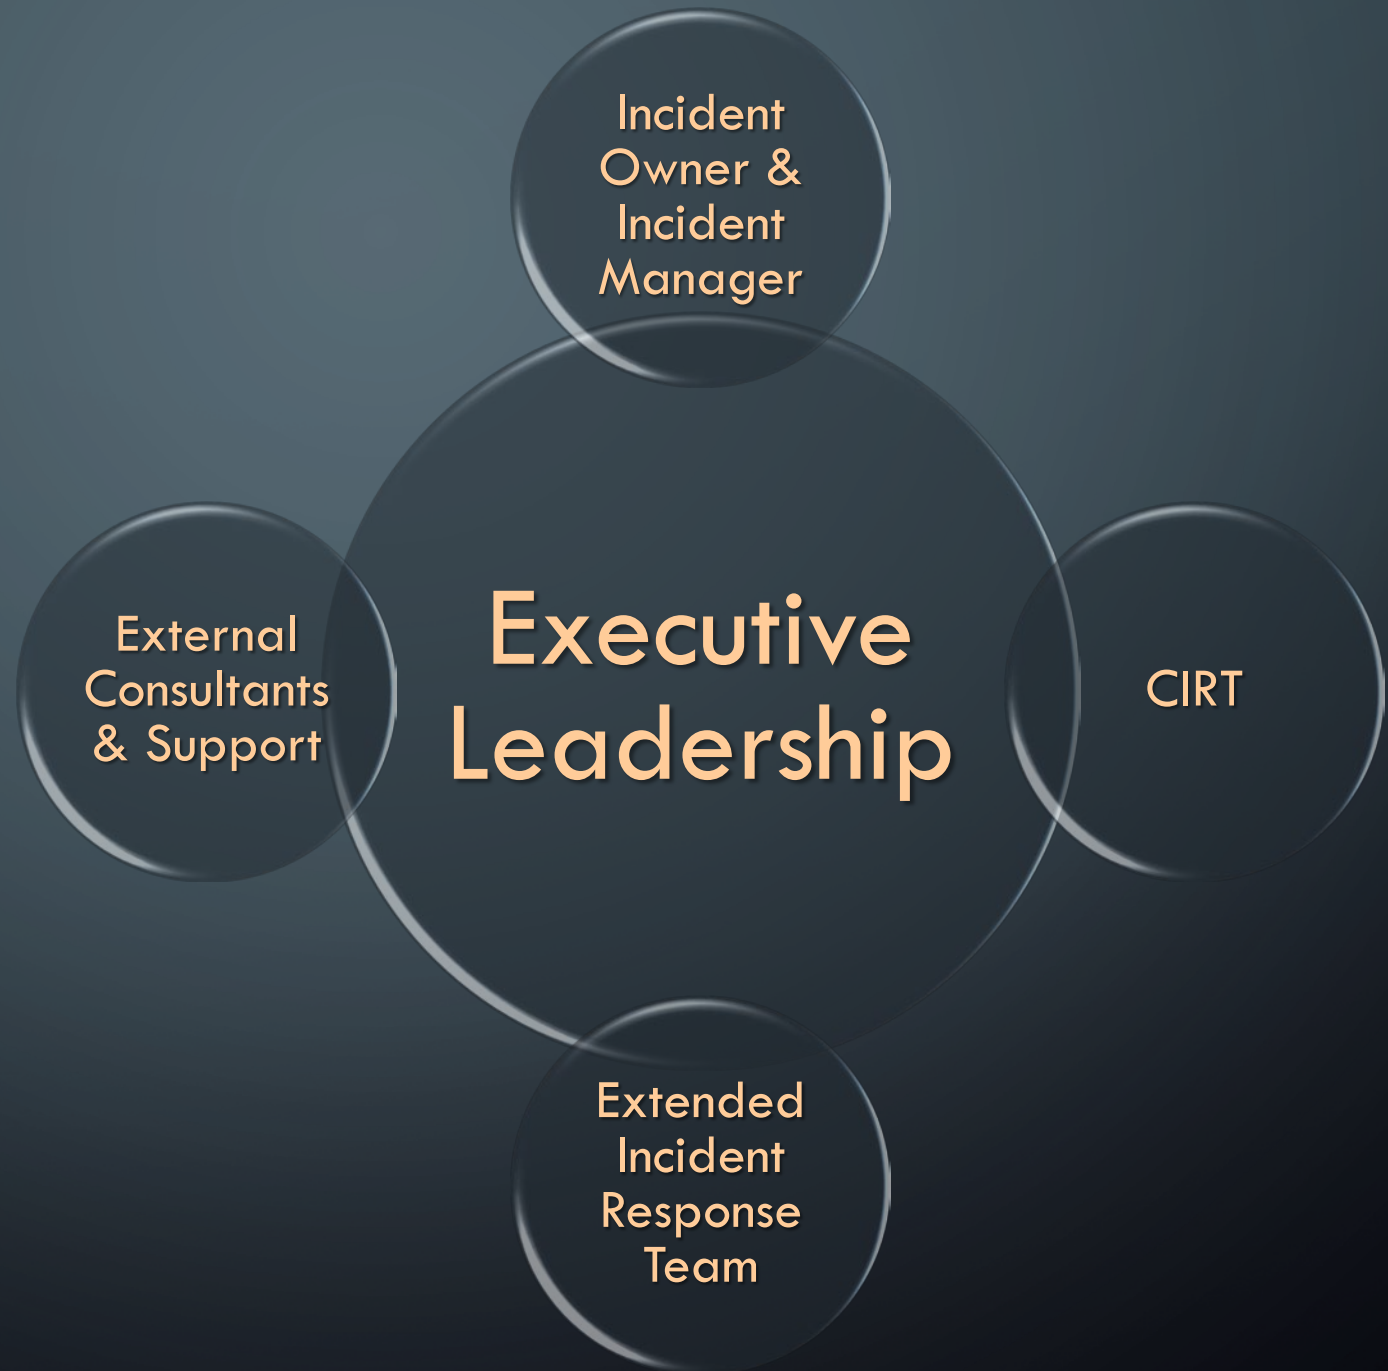 Incident
Owner &
Incident
Manager
External
Consultants
& Support
Executive
Leadership
CIRT
Extended
Incident
Response
Team